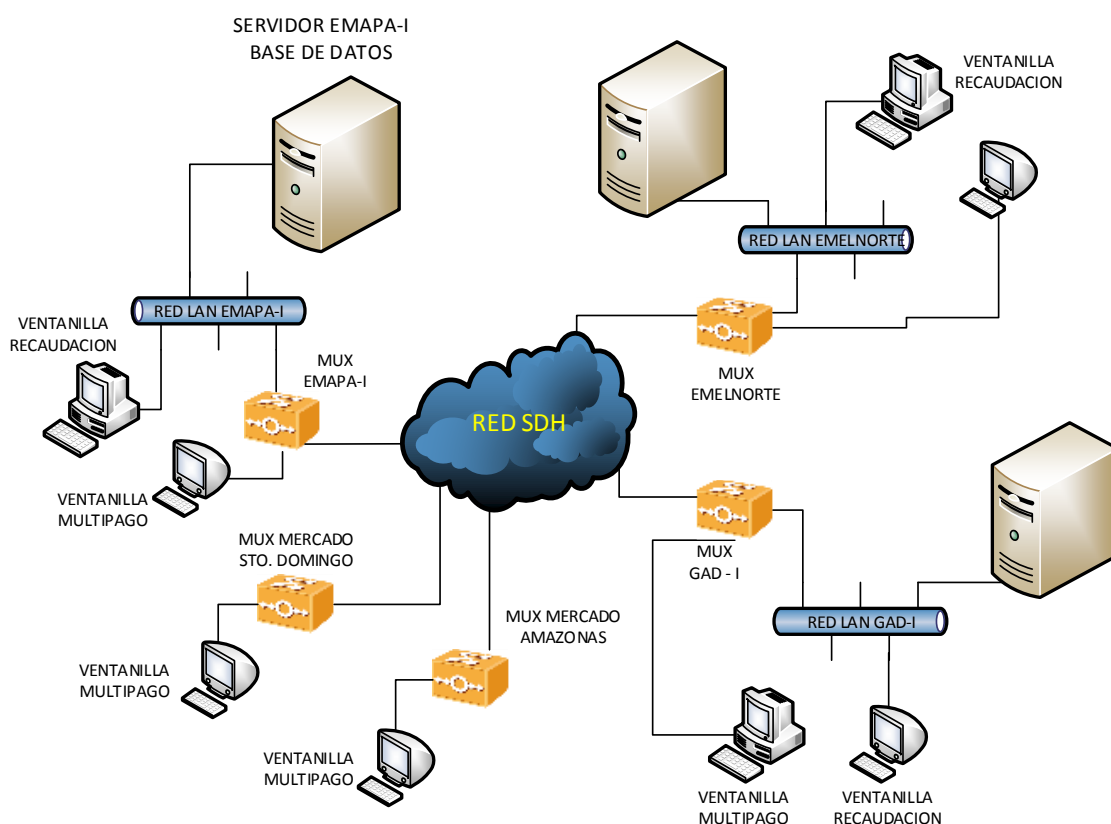 SERVIDOR EMAPA-I
BASE DE DATOS
VENTANILLA
RECAUDACION
RED LAN EMELNORTE
RED LAN EMAPA-I
VENTANILLA
RECAUDACION
MUX
EMAPA-I
MUX
EMELNORTE
RED SDH
VENTANILLA
MULTIPAGO
MUX MERCADO
STO. DOMINGO
MUX
GAD - I
MUX MERCADO
AMAZONAS
RED LAN GAD-I
VENTANILLA
MULTIPAGO
VENTANILLA
MULTIPAGO
VENTANILLA
MULTIPAGO
VENTANILLA
RECAUDACION